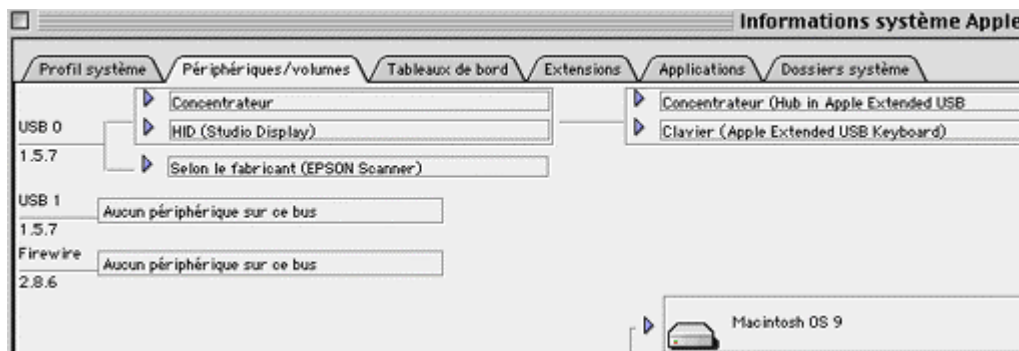 Informations système Apple
Profil système Périphériques/volumes Tableaux de bord Extensions Applications Dossiers système
Concentrateur
Concentrateur (Hub in Apple Extended USB
USB 0
HID (Studio Display)
Clavier (Apple Extended USB Keyboard)
1.5.7
Selon le fabricant (EPSON Scanner)
USB 1
Aucun périphérique sur ce bus
1.5.7
Firewire
Aucun périphérique sur ce bus
2.8.6
Macintosh OS 9